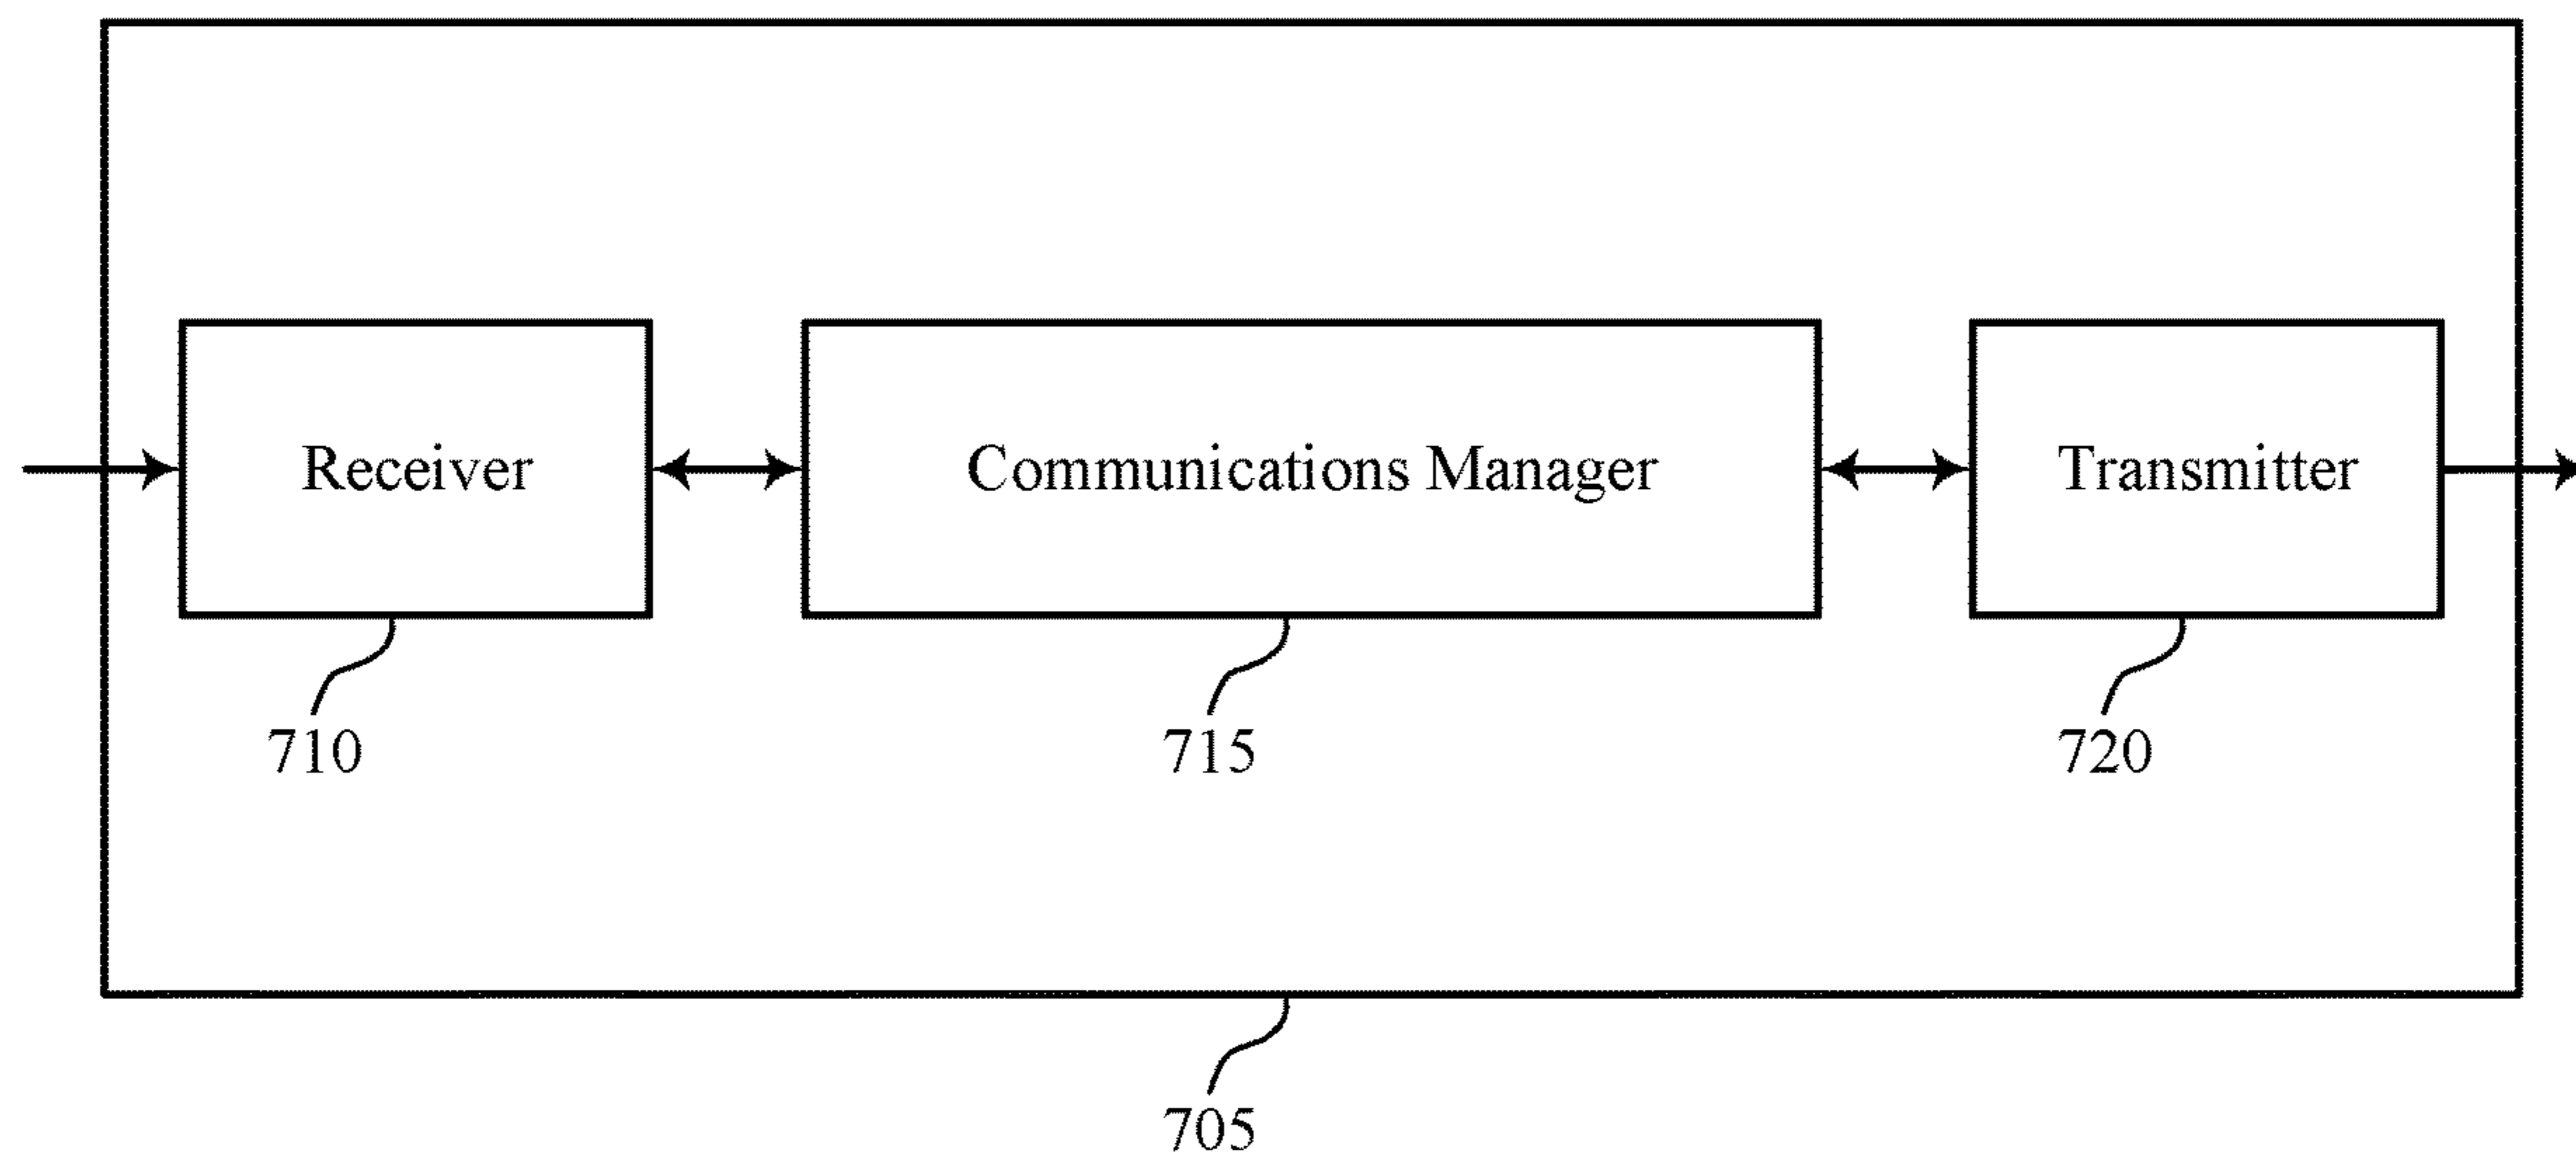 Receiver
Communications Manager
Transmitter
710
715
720
705